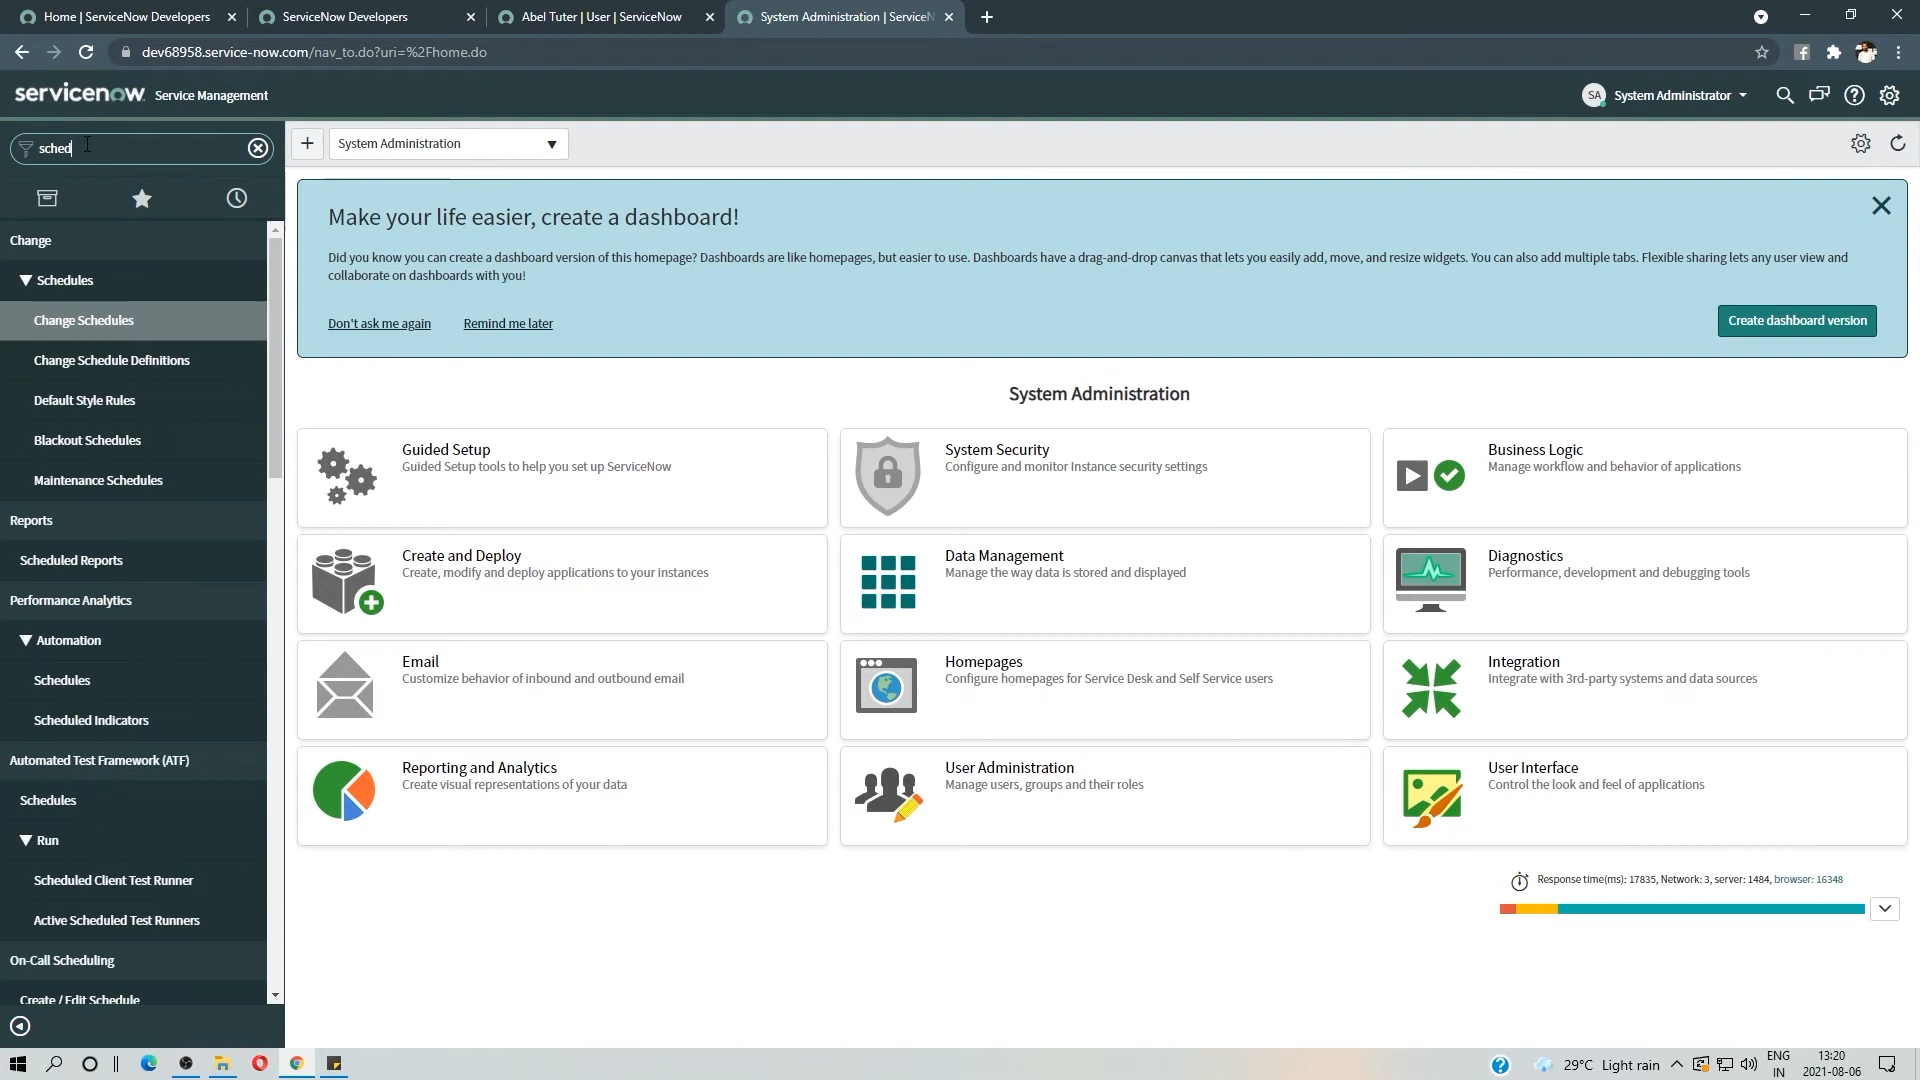 Home | ServiceNow Developers
ServiceNow Developers
Abel Tuter | User | ServiceNow
System Administration | ServiceN
dev68958.service-now.com/nav_to.do?uri=%2Fhome.do
servicenow Service Management
SA System Administrator
sched
System Administration
Make your life easier, create a dashboard!
Did you know you can create a dashboard version of this homepage? Dashboards are like homepages, but easier to use. Dashboards have a drag-and-drop canvas that lets you easily add, move, and resize widgets. You can also add multiple tabs. Flexible sharing lets any user view and
collaborate on dashboards with you!
Don't ask me again
Remind me later
Create dashboard version
Change
Schedules
Change Schedules
Change Schedule Definitions
Default Style Rules
Blackout Schedules
Maintenance Schedules
Reports
Scheduled Reports
Performance Analytics
Automation
Schedules
Scheduled Indicators
Automated Test Framework (ATF)
Schedules
Run
Scheduled Client Test Runner
Active Scheduled Test Runners
On-Call Scheduling
Create / Edit Schedule
System Administration
Guided Setup
Guided Setup tools to help you set up ServiceNow
System Security
Configure and monitor Instance security settings
Business Logic
Manage workflow and behavior of applications
Create and Deploy
Create, modify and deploy applications to your instances
Data Management
Manage the way data is stored and displayed
Diagnostics
Performance, development and debugging tools
Email
Customize behavior of inbound and outbound email
Homepages
Configure homepages for Service Desk and Self Service users
Integration
Integrate with 3rd-party systems and data sources
Reporting and Analytics
Create visual representations of your data
User Administration
Manage users, groups and their roles
User Interface
Control the look and feel of applications
Response time(ms): 17835, Network: 3, server: 1484, browser: 16348
29°C Light rain
ENG
IN
13:20
2021-08-06